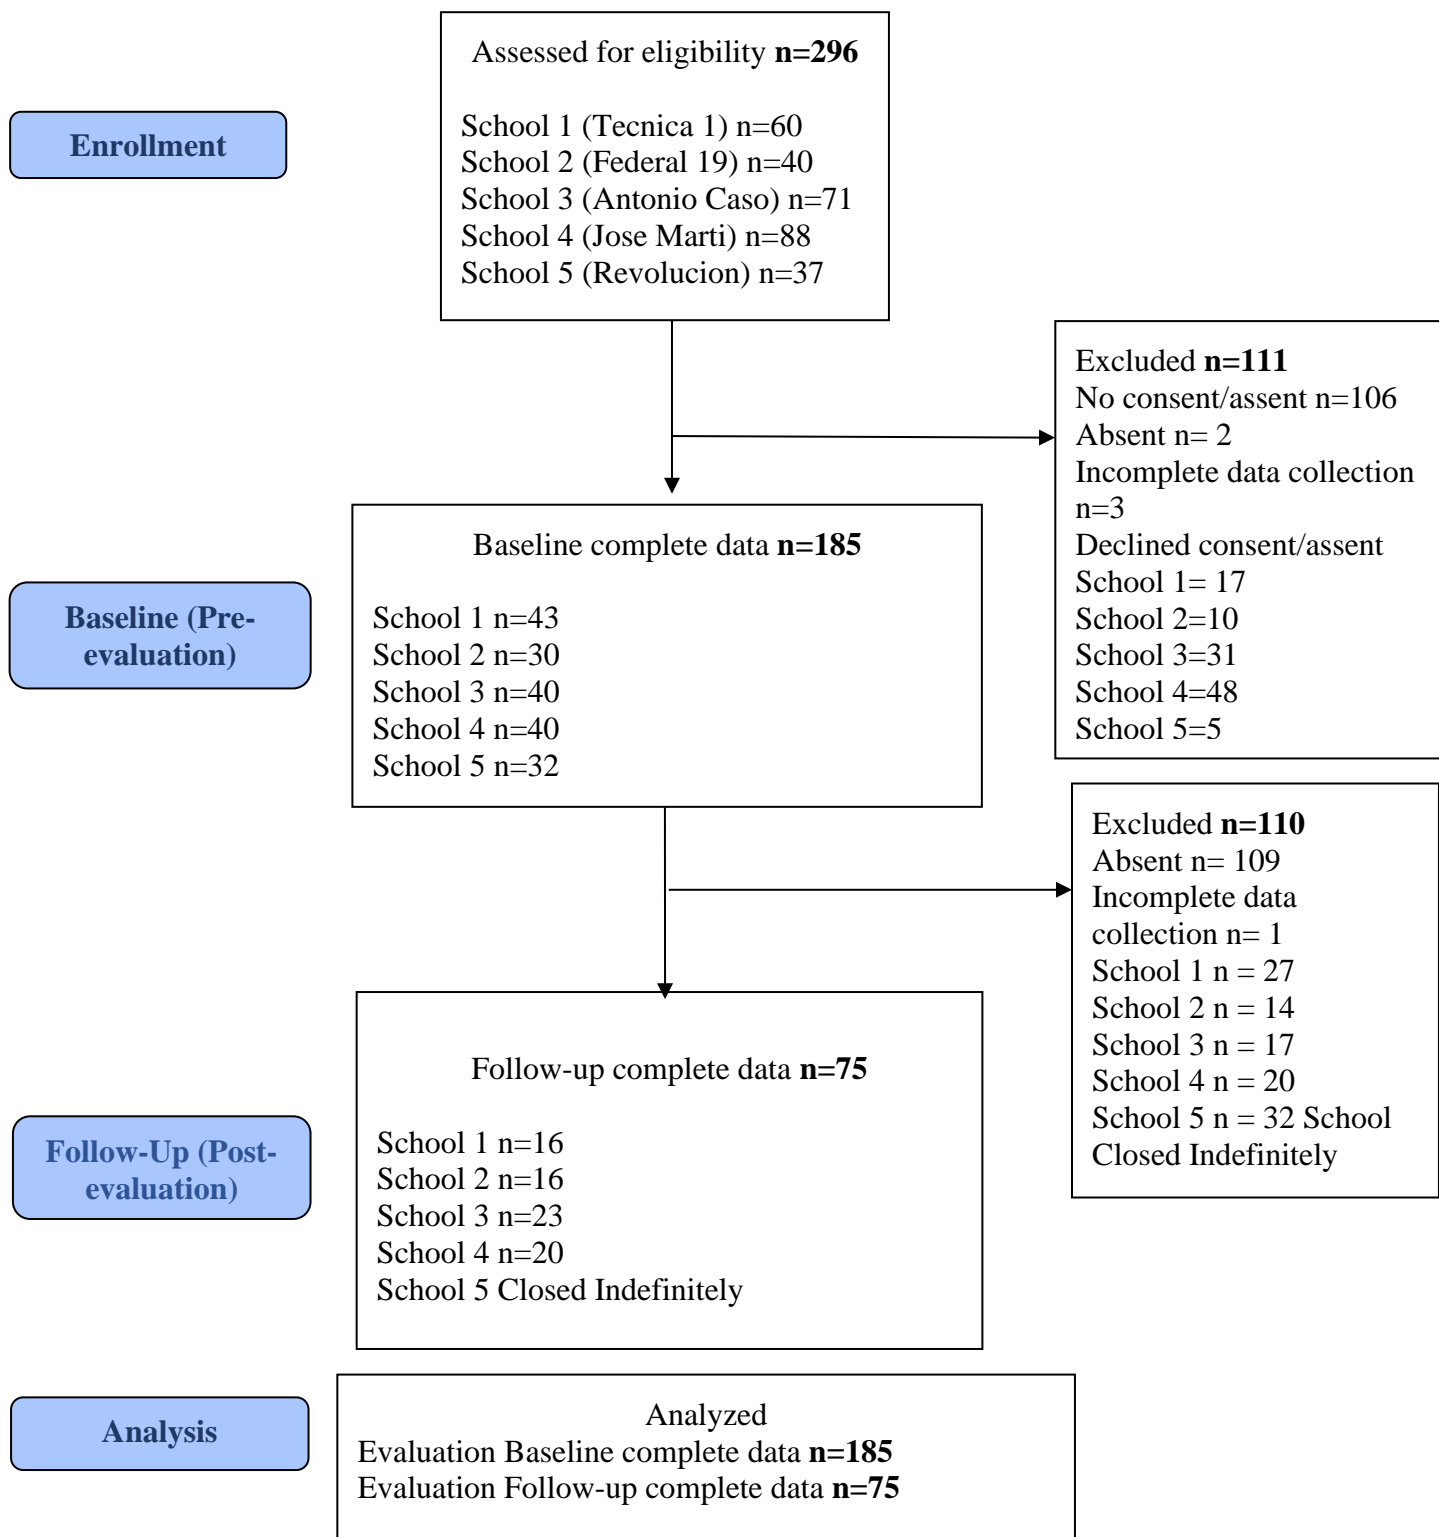 Assessed for eligibility n=296
School 1 (Tecnica 1) n=60
School 2 (Federal 19) n=40
School 3 (Antonio Caso) n=71
School 4 (Jose Marti) n=88
School 5 (Revolucion) n=37
Enrollment
Excluded n=111
No consent/assent n=106
Absent n= 2
Incomplete data collection
n=3
Declined consent/assent
School 1= 17
School 2=10
School 3=31
School 4=48
School 5=5
Baseline (Pre-
evaluation)
Baseline complete data n=185
School 1 n=43
School 2 n=30
School 3 n=40
School 4 n=40
School 5 n=32
Excluded n=110
Absent n= 109
Incomplete data
collection n= 1
School 1 n = 27
School 2 n = 14
School 3 n = 17
School 4 n = 20
School 5 n = 32 School
Closed Indefinitely
Follow-Up (Post-
evaluation)
Follow-up complete data n=75
School 1 n=16
School 2 n=16
School 3 n=23
School 4 n=20
School 5 Closed Indefinitely
Analysis
Analyzed
Evaluation Baseline complete data n=185
Evaluation Follow-up complete data n=75